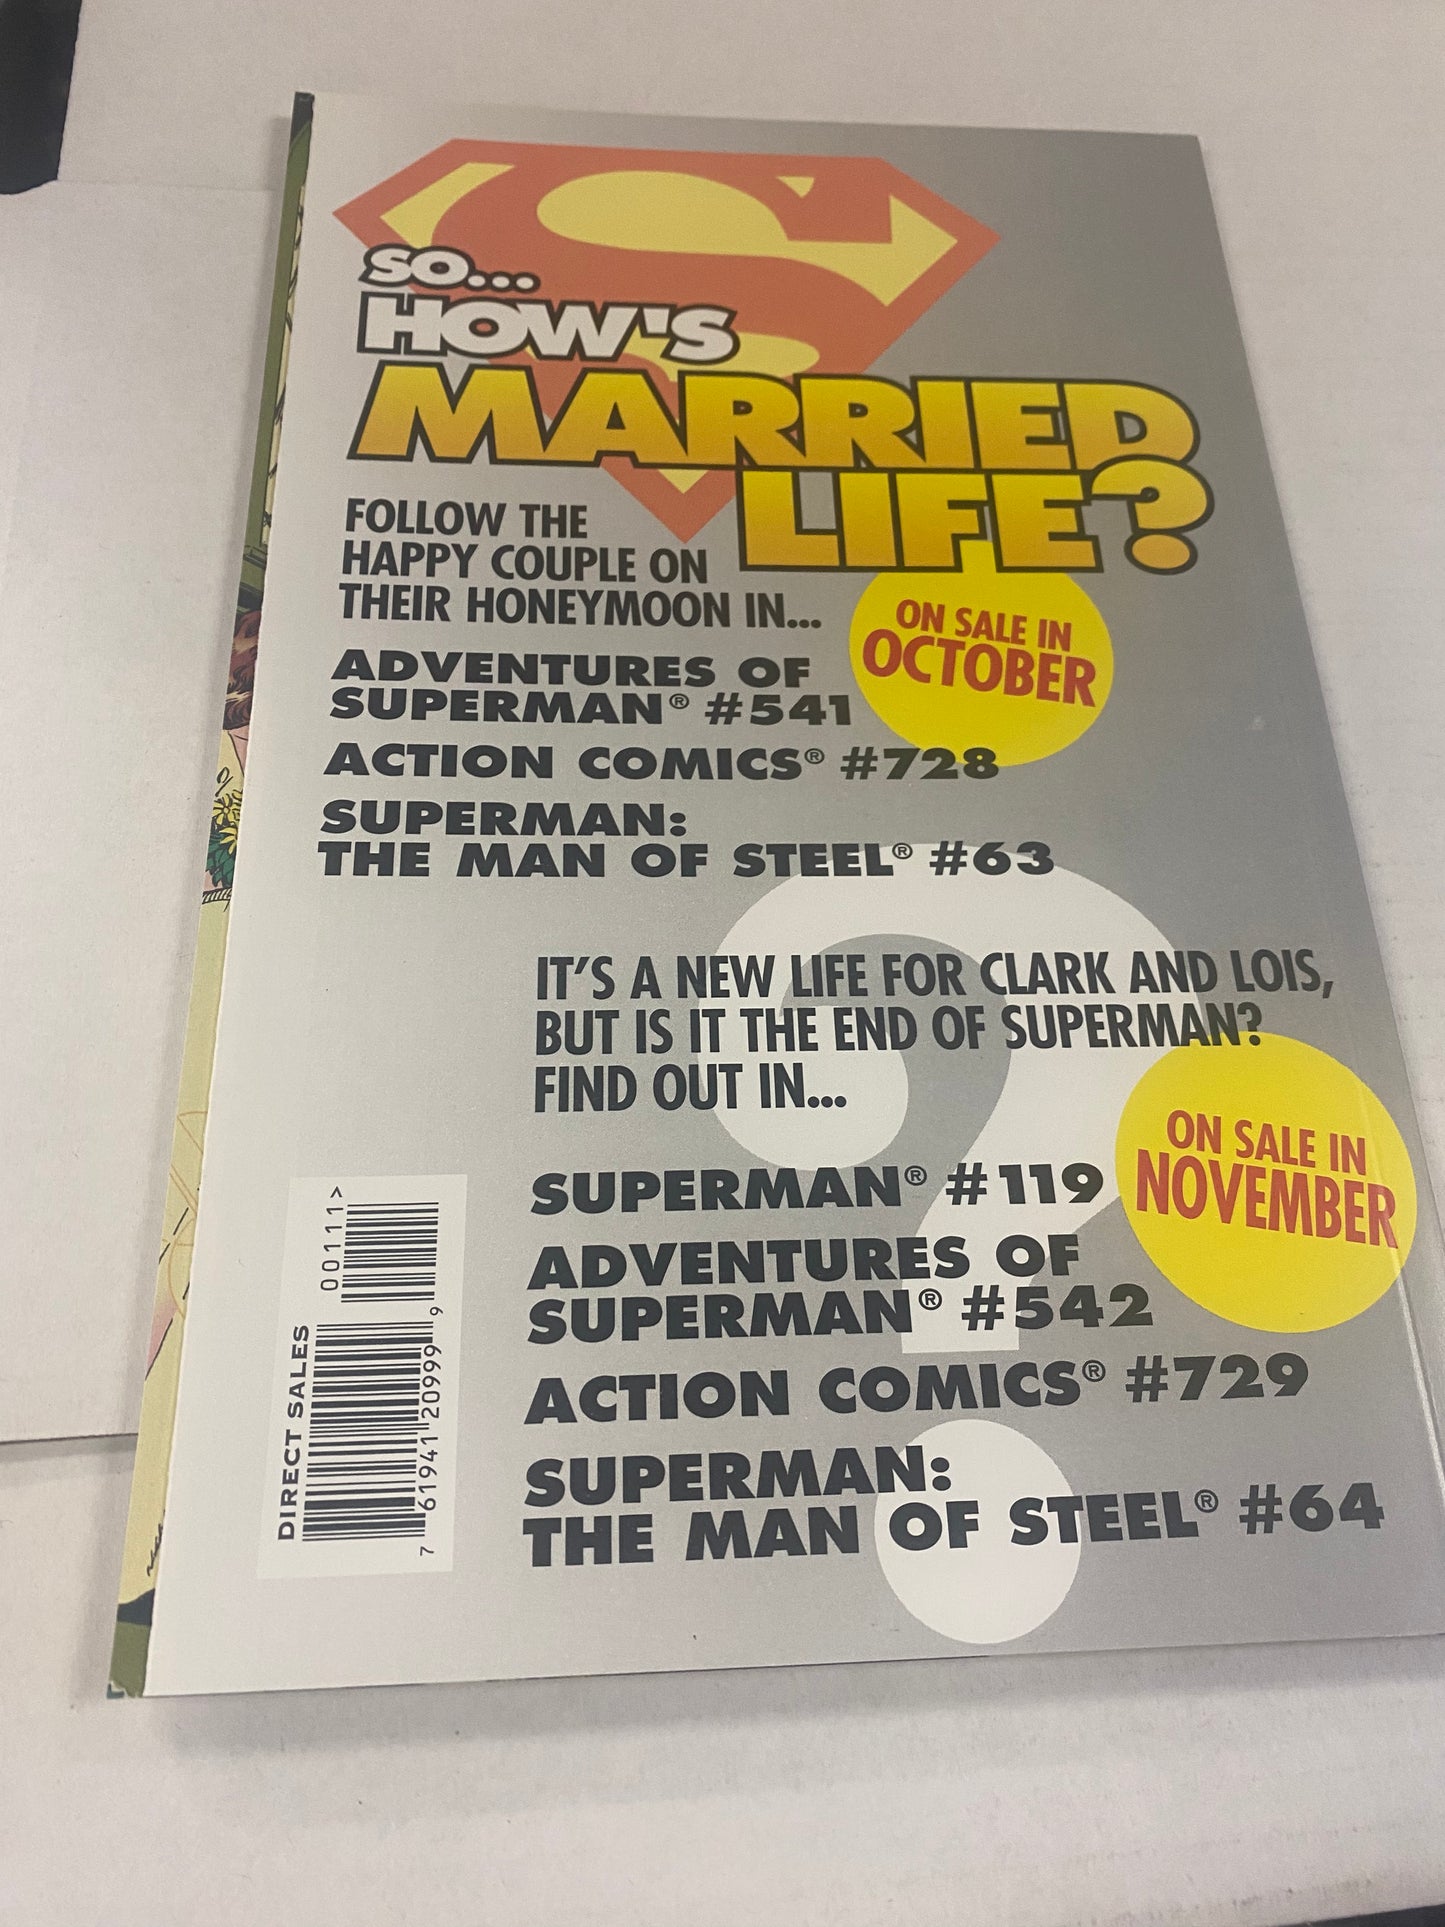 SO...
HOW'S
MARRIED
LIFE?
FOLLOW THE
HAPPY COUPLE ON
THEIR HONEYMOON IN...
ON SALE IN
OCTOBER
ADVENTURES OF
SUPERMAN® #541
ACTION COMICS® #728
SUPERMAN:
THE MAN OF STEEL® #63
IT'S A NEW LIFE FOR CLARK AND LOIS,
BUT IS IT THE END OF SUPERMAN?
FIND OUT IN...
ON SALE IN
NOVEMBER
SUPERMAN® #119
ADVENTURES OF
SUPERMAN® #542
ACTION COMICS® #729
SUPERMAN:
THE MAN OF STEEL® #64
DIRECT SALES
00111>
7 61941 20999 9